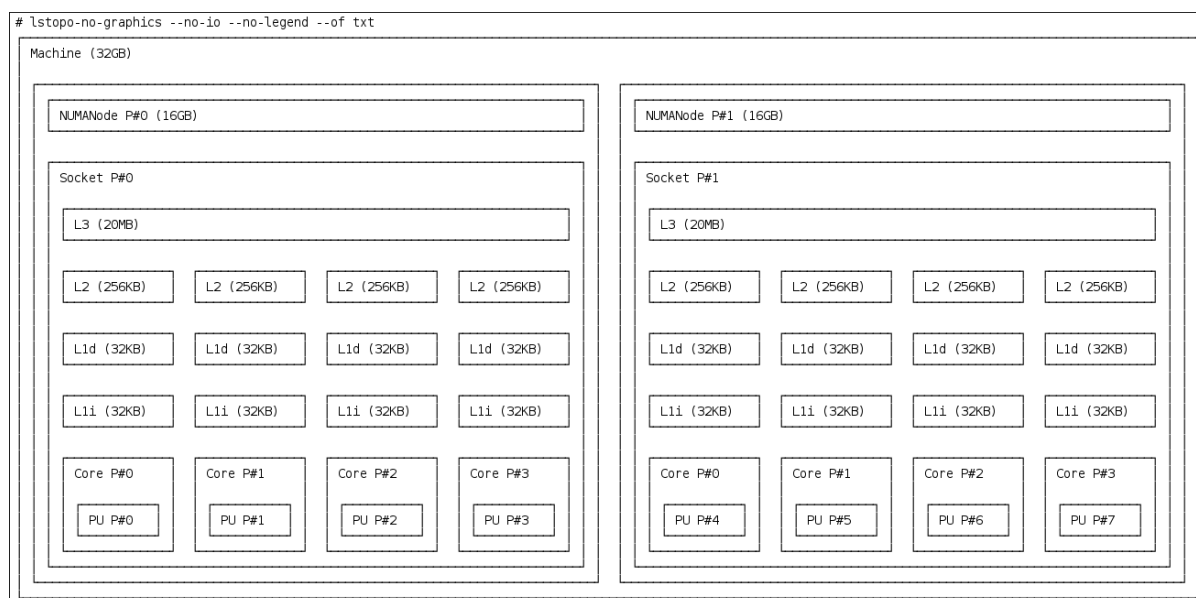 # lstopo-no-graphics --no-io --no-legend --of txt
Machine (32GB)
NUMANode P#0 (16GB) NUMANode P#1 (16GB)
Socket P#0 Socket P#1
L3 (20MB) L3 (20MB)
L2 (256KB) L2 (256KB) L2 (256KB) L2 (256KB) L2 (256KB) L2 (256KB) L2 (256KB) L2 (256KB)
L1d (32KB) L1d (32KB) L1d (32KB) L1d (32KB) L1d (32KB) L1d (32KB) L1d (32KB) L1d (32KB)
L1i (32KB) L1i (32KB) L1i (32KB) L1i (32KB) L1i (32KB) L1i (32KB) L1i (32KB) L1i (32KB)
Core P#0 Core P#1 Core P#2 Core P#3 Core P#0 Core P#1 Core P#2 Core P#3
PU P#0 PU P#1 PU P#2 PU P#3 PU P#4 PU P#5 PU P#6 PU P#7